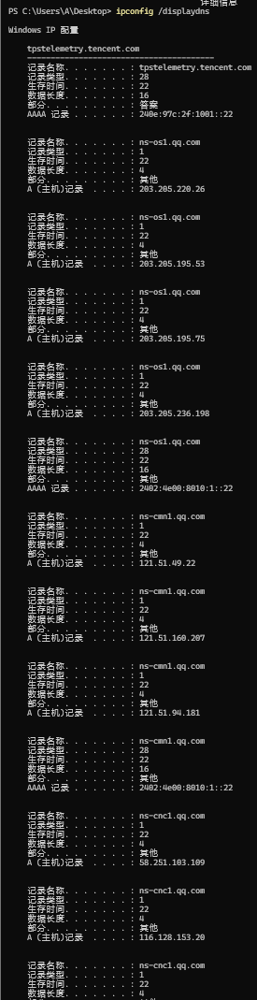 详细信息
PS C:\Users\A\Desktop> ipconfig /displaydns
Windows IP 配置
tpstelemetry.tencent.com
----------------------------------------
记录名称. . . . . . . : tpstelemetry.tencent.com
记录类型. . . . . . . : 28
生存时间. . . . . . . : 22
数据长度. . . . . . . : 16
部分. . . . . . . . . : 答案
AAAA 记录 . . . . . . : 240e:97c:2f:1001::22
记录名称. . . . . . . : ns-os1.qq.com
记录类型. . . . . . . : 1
生存时间. . . . . . . : 22
数据长度. . . . . . . : 4
部分. . . . . . . . . : 其他
A (主机)记录 . . . . : 203.205.220.26
记录名称. . . . . . . : ns-os1.qq.com
记录类型. . . . . . . : 1
生存时间. . . . . . . : 22
数据长度. . . . . . . : 4
部分. . . . . . . . . : 其他
A (主机)记录 . . . . : 203.205.195.53
记录名称. . . . . . . : ns-os1.qq.com
记录类型. . . . . . . : 1
生存时间. . . . . . . : 22
数据长度. . . . . . . : 4
部分. . . . . . . . . : 其他
A (主机)记录 . . . . : 203.205.195.75
记录名称. . . . . . . : ns-os1.qq.com
记录类型. . . . . . . : 1
生存时间. . . . . . . : 22
数据长度. . . . . . . : 4
部分. . . . . . . . . : 其他
A (主机)记录 . . . . : 203.205.236.198
记录名称. . . . . . . : ns-os1.qq.com
记录类型. . . . . . . : 28
生存时间. . . . . . . : 22
数据长度. . . . . . . : 16
部分. . . . . . . . . : 其他
AAAA 记录 . . . . . . : 2402:4e00:8010:1::22
记录名称. . . . . . . : ns-cmn1.qq.com
记录类型. . . . . . . : 1
生存时间. . . . . . . : 22
数据长度. . . . . . . : 4
部分. . . . . . . . . : 其他
A (主机)记录 . . . . : 121.51.49.22
记录名称. . . . . . . : ns-cmn1.qq.com
记录类型. . . . . . . : 1
生存时间. . . . . . . : 22
数据长度. . . . . . . : 4
部分. . . . . . . . . : 其他
A (主机)记录 . . . . : 121.51.160.207
记录名称. . . . . . . : ns-cmn1.qq.com
记录类型. . . . . . . : 1
生存时间. . . . . . . : 22
数据长度. . . . . . . : 4
部分. . . . . . . . . : 其他
A (主机)记录 . . . . : 121.51.94.181
记录名称. . . . . . . : ns-cmn1.qq.com
记录类型. . . . . . . : 28
生存时间. . . . . . . : 22
数据长度. . . . . . . : 16
部分. . . . . . . . . : 其他
AAAA 记录 . . . . . . : 2402:4e00:8010:1::22
记录名称. . . . . . . : ns-cnc1.qq.com
记录类型. . . . . . . : 1
生存时间. . . . . . . : 22
数据长度. . . . . . . : 4
部分. . . . . . . . . : 其他
A (主机)记录 . . . . : 58.251.103.109
记录名称. . . . . . . : ns-cnc1.qq.com
记录类型. . . . . . . : 1
生存时间. . . . . . . : 22
数据长度. . . . . . . : 4
部分. . . . . . . . . : 其他
A (主机)记录 . . . . : 116.128.153.20
记录名称. . . . . . . : ns-cnc1.qq.com
记录类型. . . . . . . : 1
生存时间. . . . . . . : 22
数据长度. . . . . . . : 4